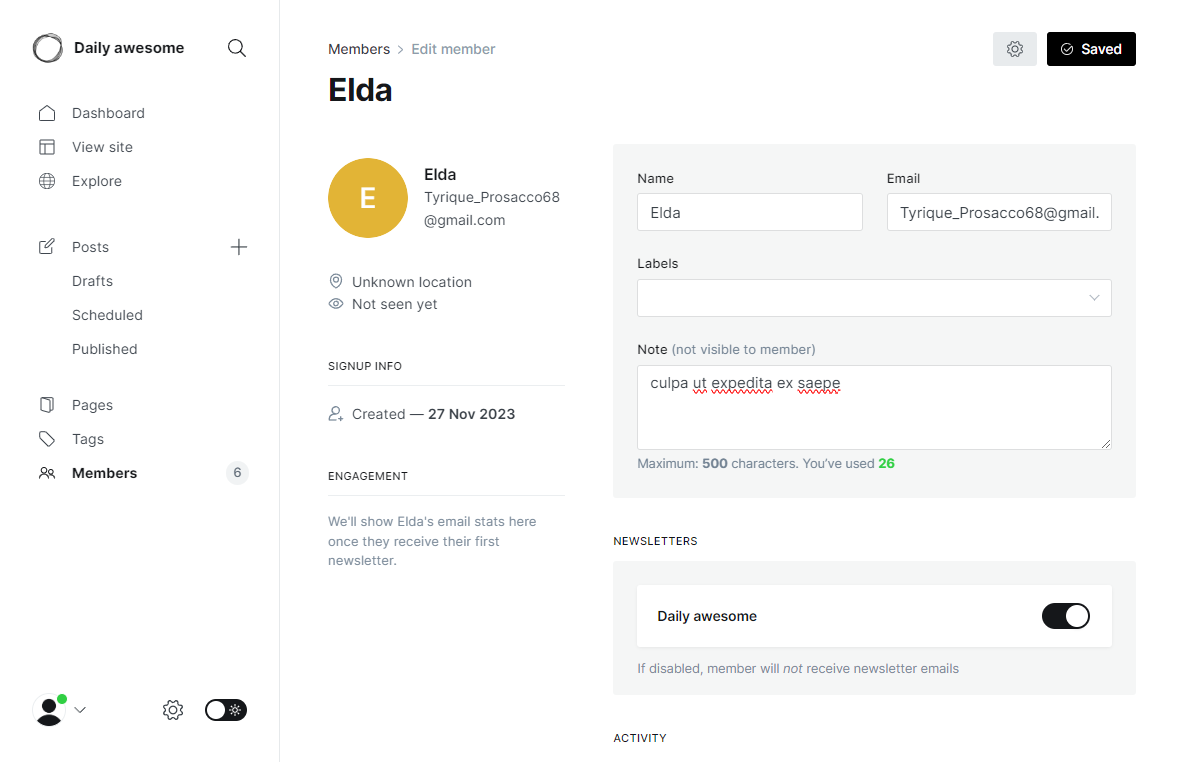 Daily awesome
Dashboard
View site
Explore
Posts
Drafts
Scheduled
Published
Pages
Tags
Members 6
Members > Edit member
Saved
Elda
E
Elda
Tyrique_Prosacco68
@gmail.com
Unknown location
Not seen yet
SIGNUP INFO
Created — 27 Nov 2023
ENGAGEMENT
We'll show Elda's email stats here
once they receive their first
newsletter.
Name
Elda
Email
Tyrique_Prosacco68@gmail.
Labels
Note (not visible to member)
culpa ut expedita ex saepe
Maximum: 500 characters. You've used 26
NEWSLETTERS
Daily awesome
If disabled, member will not receive newsletter emails
ACTIVITY